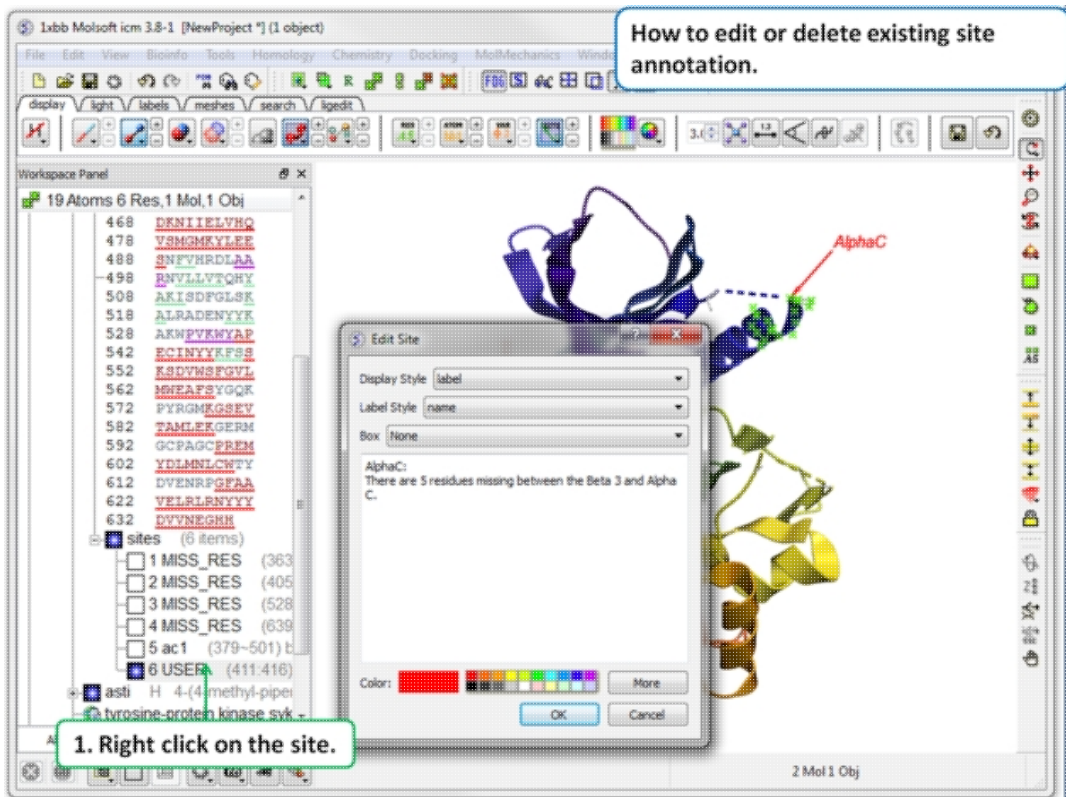 1xbb Molsoft icm 3.8-1 [NewProject *] (1 object)
How to edit or delete existing site
annotation.
File Edit View Bioinfo Tools Homology Chemistry Docking MolMechanics
display light labels meshes search ligedit
Workspace Panel
19 Atoms 6 Res,1 Mol,1 Obj
468 DKNIIELVHQ
478 VSMGMKYLEE
488 SNFVHRDLAA
498 RNVLLVTQHY
508 AKISDFGLSK
518 ALRADENYYK
528 AKWPVKWYAP
542 ECINYYKFSS
552 KSDVWSFGVL
562 MWEAFSYGQK
572 PYRGMKGSEV
582 TAMLEKGERM
592 GCPAGCPREM
602 YDLMNLCWTY
612 DVENRPGFAA
622 VELRLRNYYY
632 DVVNEGHH
sites (6 items)
1 MISS_RES (363
2 MISS_RES (405
3 MISS_RES (528
4 MISS_RES (639
5 ac1 (379~501) b
6 USER (411:416)
asti H 4-(4-methyl-piper
tyrosine-protein kinase syk
1. Right click on the site.
AlphaC
Edit Site
Display Style label
Label Style name
Box None
AlphaC:
There are 5 residues missing between the Beta 3 and Alpha
C.
Color: More
OK Cancel
2 Mol 1 Obj